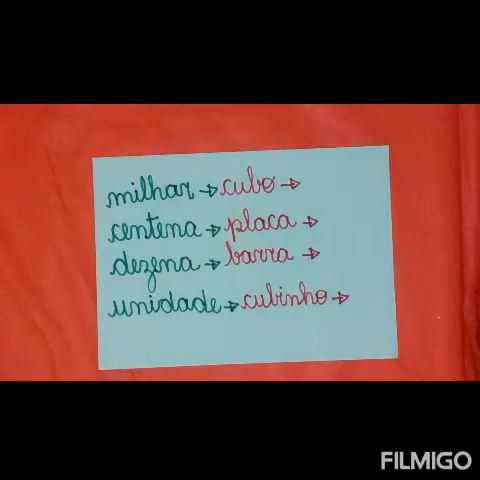 milhar → cubo →
centena → placa →
dezena → barra →
unidade → cubinho →
FILMIGO